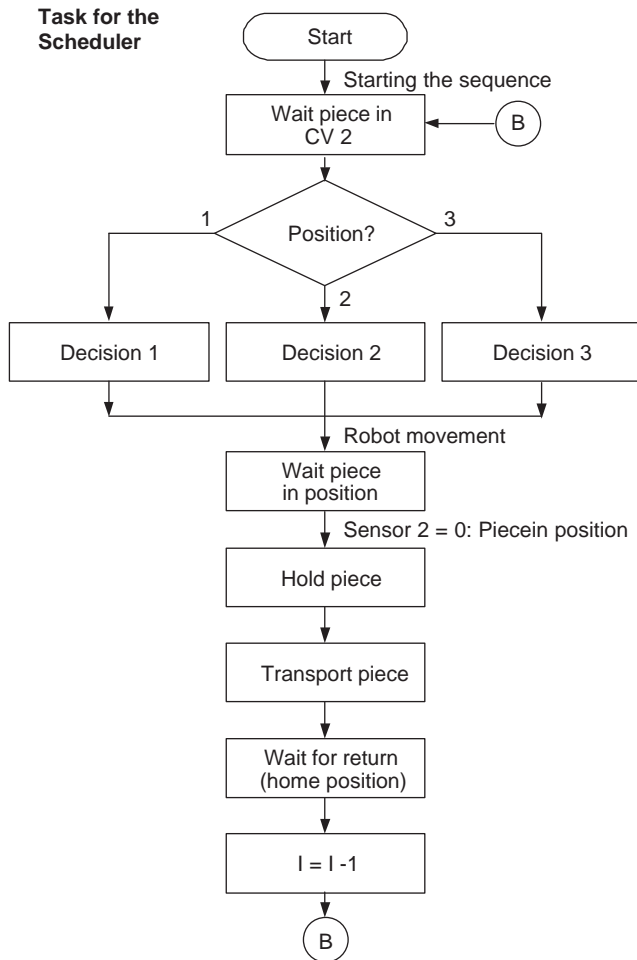 Task for the
Scheduler
Start
Starting the sequence
Wait piece in
CV 2
B
1
Position?
3
2
Decision 1
Decision 2
Decision 3
Robot movement
Wait piece
in position
Sensor 2 = 0: Piecein position
Hold piece
Transport piece
Wait for return
(home position)
I = I -1
B